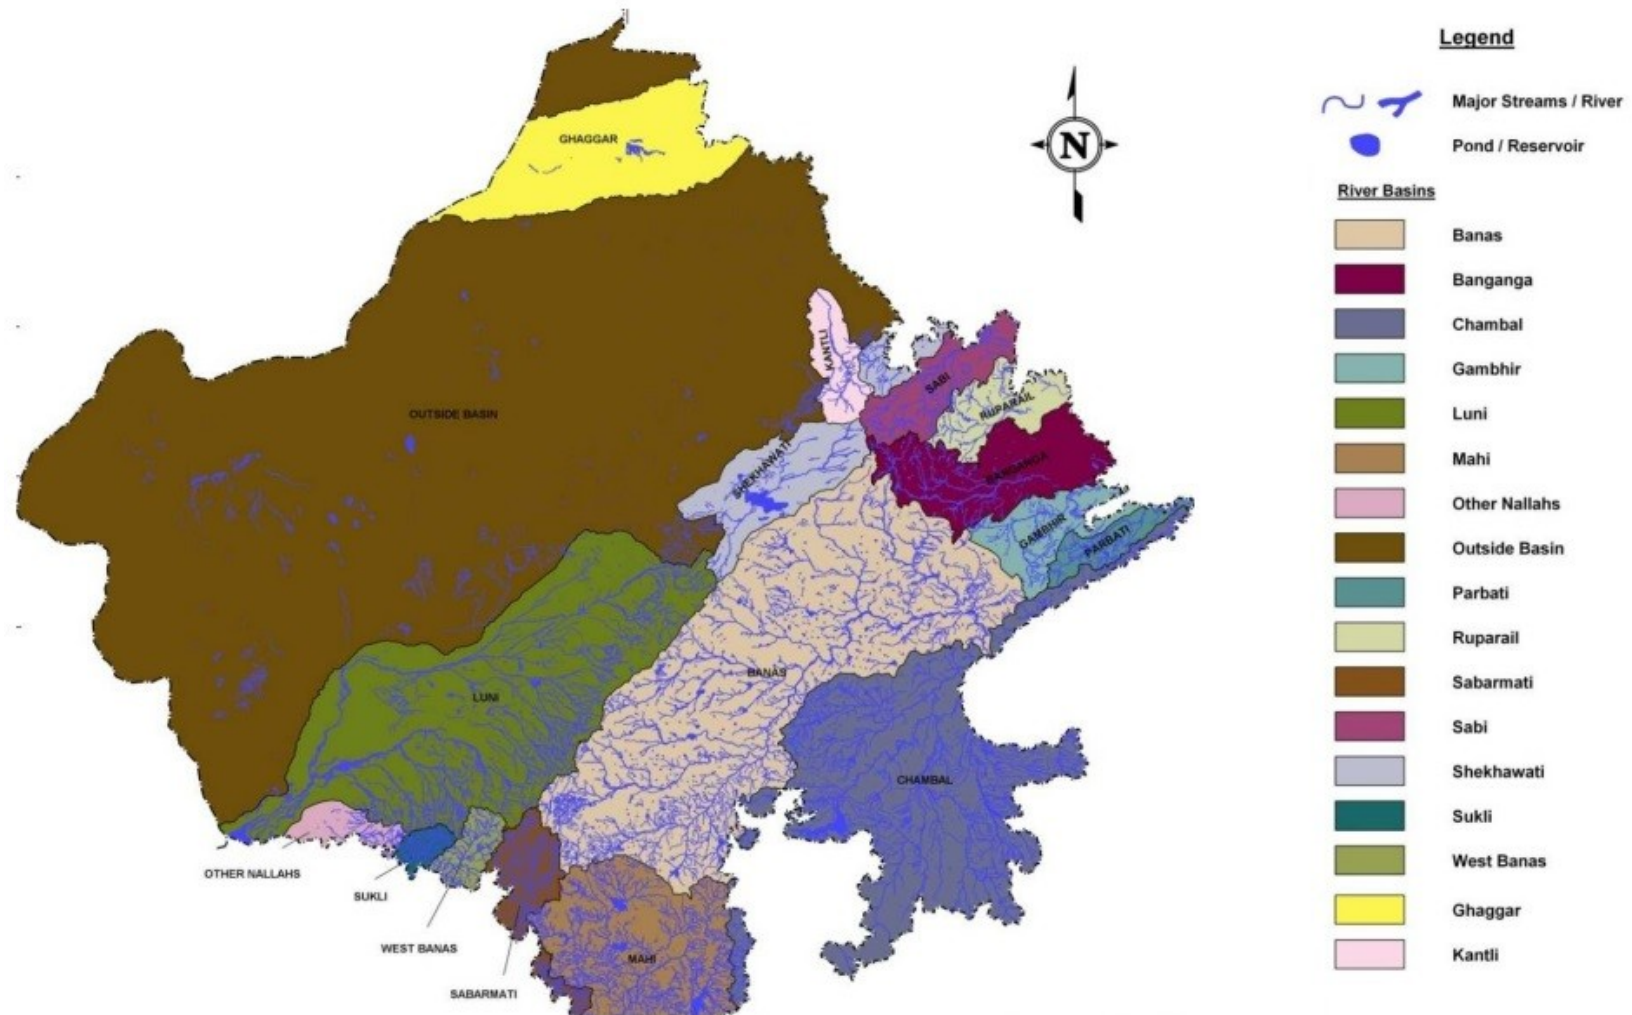 Legend
Major Streams / River
Pond / Reservoir
River Basins
Banas
Banganga
Chambal
Gambhir
Luni
Mahi
Other Nallahs
Outside Basin
Parbati
Ruparail
Sabarmati
Sabi
Shekhawati
Sukli
West Banas
Ghaggar
Kantli
N
GHAGGAR
KANTLI
SABI
RUPARAIL
OUTSIDE BASIN
SHEKHAWATI
BANGANGA
GAMBHIR
PARBATI
BANAS
LUNI
CHAMBAL
OTHER NALLAHS
SUKLI
WEST BANAS
MAHI
SABARMATI